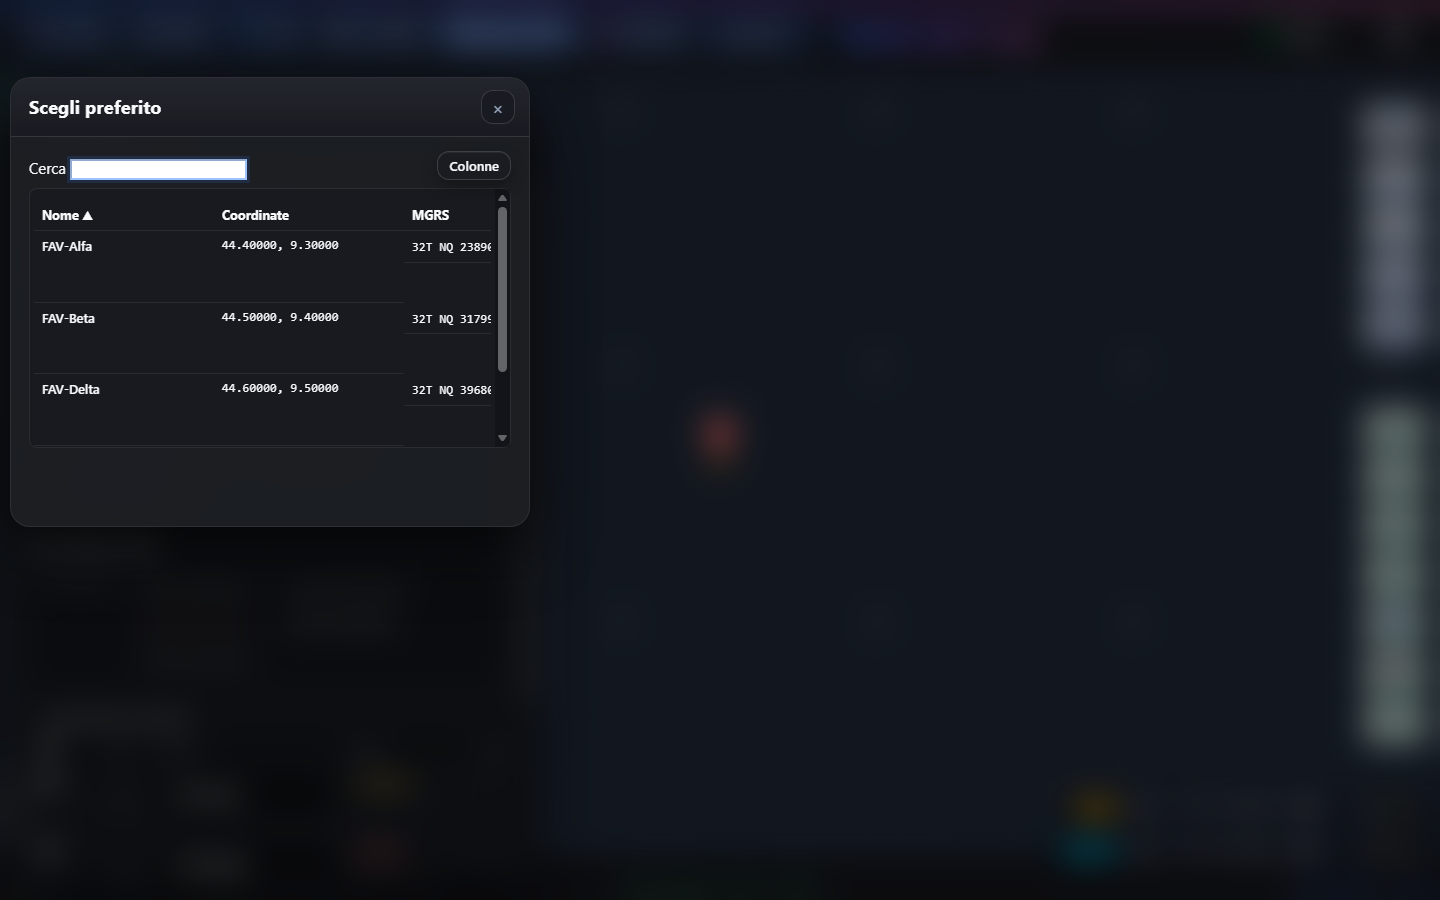 Scegli preferito
×
Cerca
Colonne
Nome ▲ Coordinate MGRS
FAV-Alfa 44.40000, 9.30000 32T NQ 2389
FAV-Beta 44.50000, 9.40000 32T NQ 31799
FAV-Delta 44.60000, 9.50000 32T NQ 3968